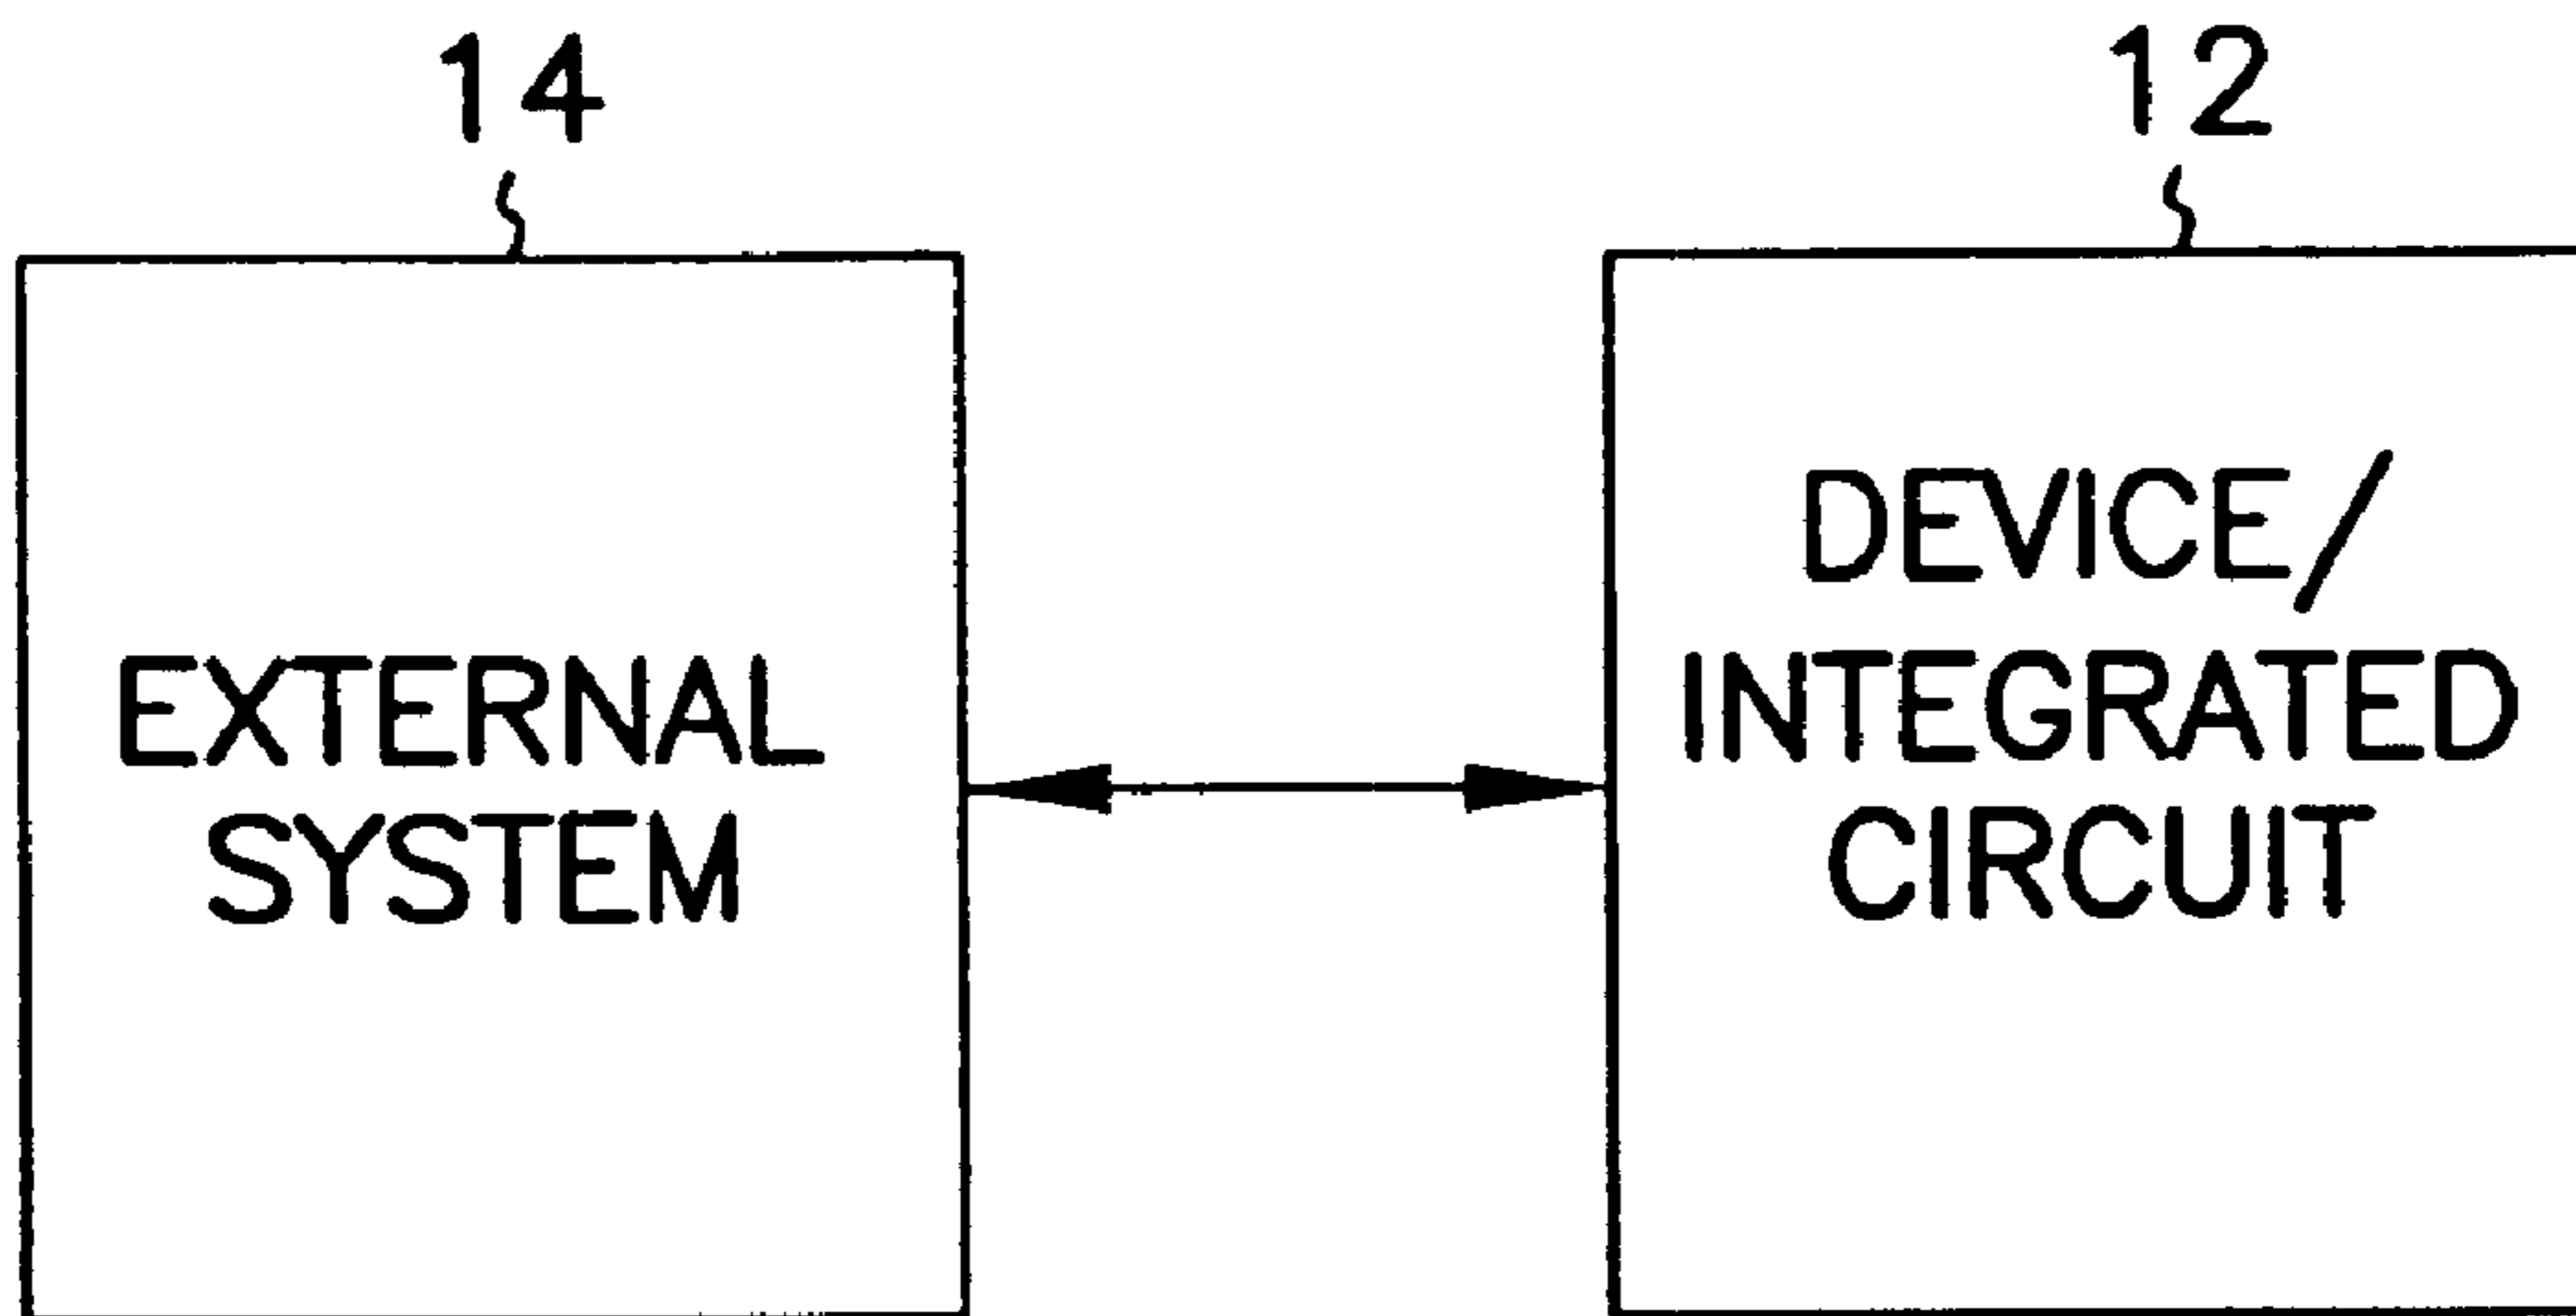 14
12
EXTERNAL
SYSTEM
DEVICE/
INTEGRATED
CIRCUIT